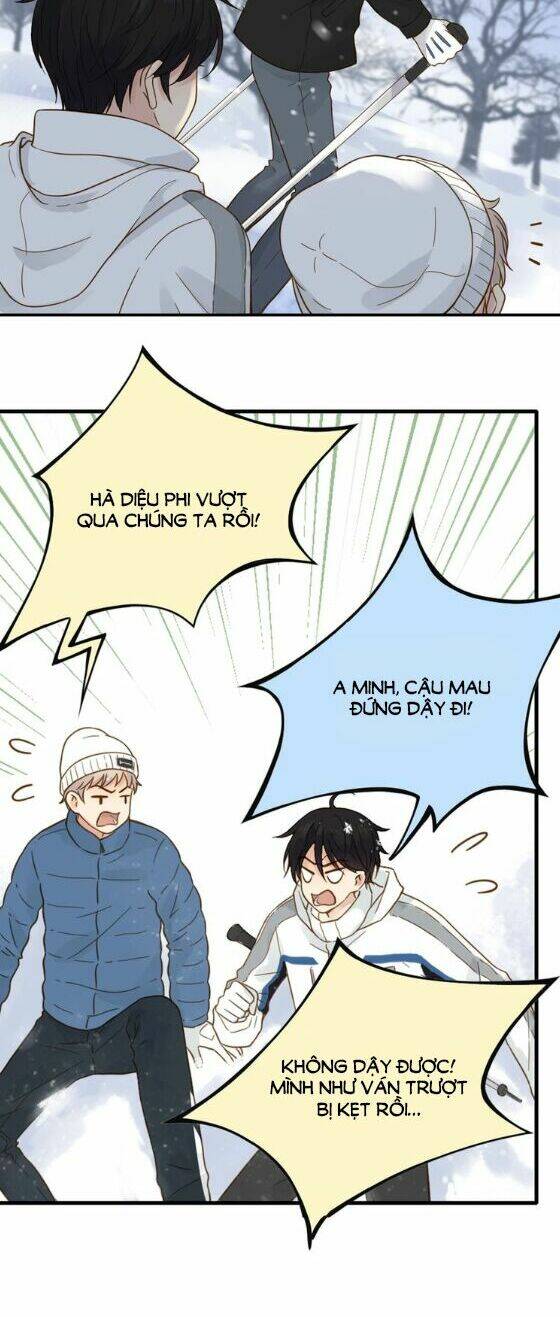 HÀ DIỆU PHI VƯỢT
QUA CHÚNG TA RỒI!
A MINH, CẬU MAU
ĐỨNG DẬY ĐI!
KHÔNG DẬY ĐƯỢC!
MÌNH NHƯ VÁN TRƯỢT
BỊ KẸT RỒI...